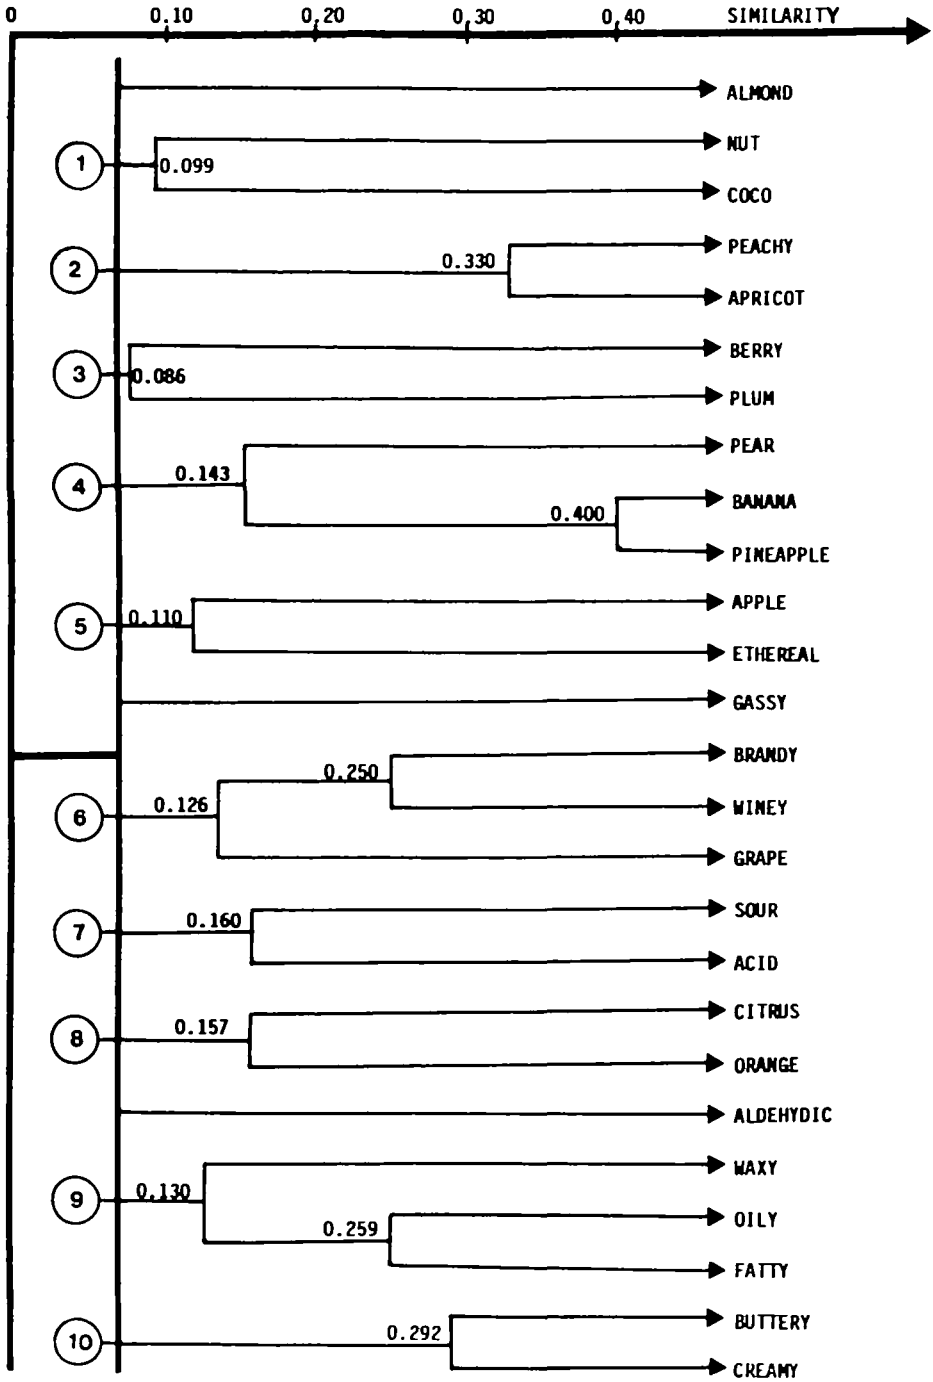 0 0,10 0,20 0,30 0,40 SIMILARITY
ALMOND
NUT
1 0.099
COCO
PEACHY
2 0.330
APRICOT
BERRY
3 0.086
PLUM
PEAR
4 0.143
BANANA
0.400
PINEAPPLE
APPLE
5 0.110
ETHEREAL
GASSY
BRANDY
0.250
6 0.126
WINEY
GRAPE
SOUR
7 0.160
ACID
CITRUS
8 0.157
ORANGE
ALDEHYDIC
WAXY
9 0.130
OILY
0.259
FATTY
BUTTERY
10 0.292
CREAMY